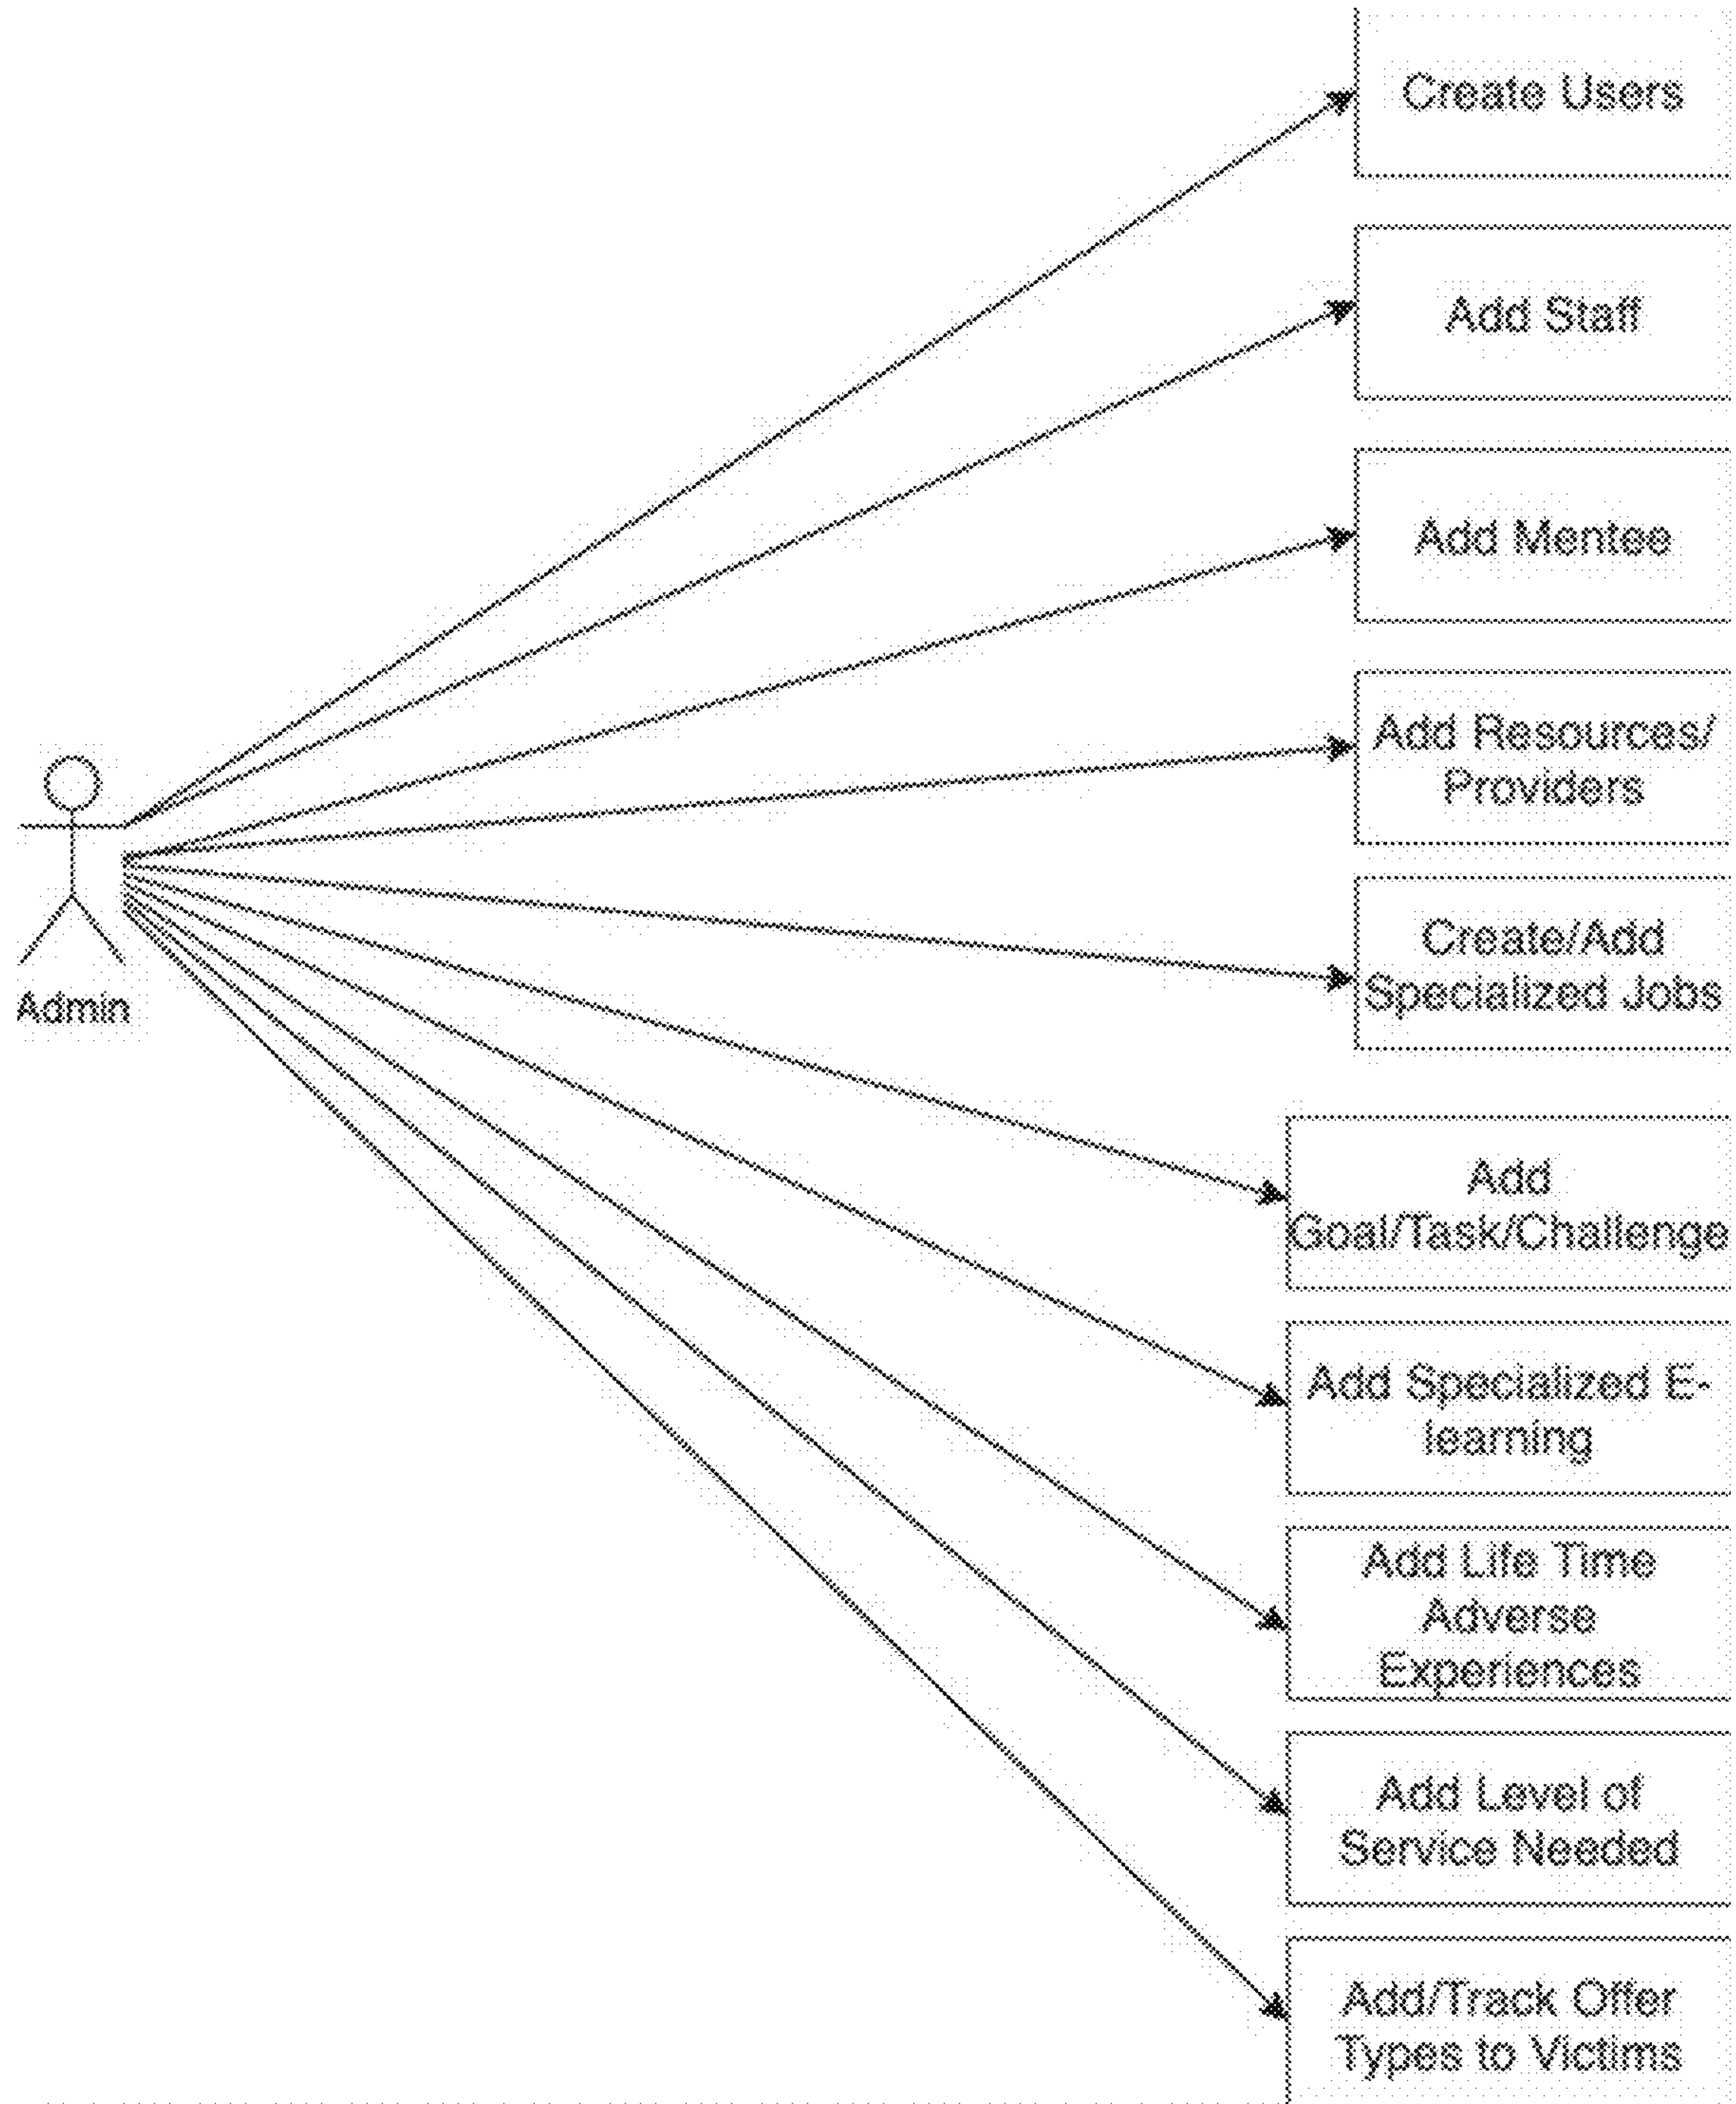 Create Users
Add Staff
Add Mentee
Add Resources/
Providers
Admin
Create/Add
Specialized Jobs
Add
Goal/Task/Challenge
Add Specialized E-
learning
Add Life Time
Adverse
Experiences
Add Level of
Service Needed
Add/Track Offer
Types to Victims